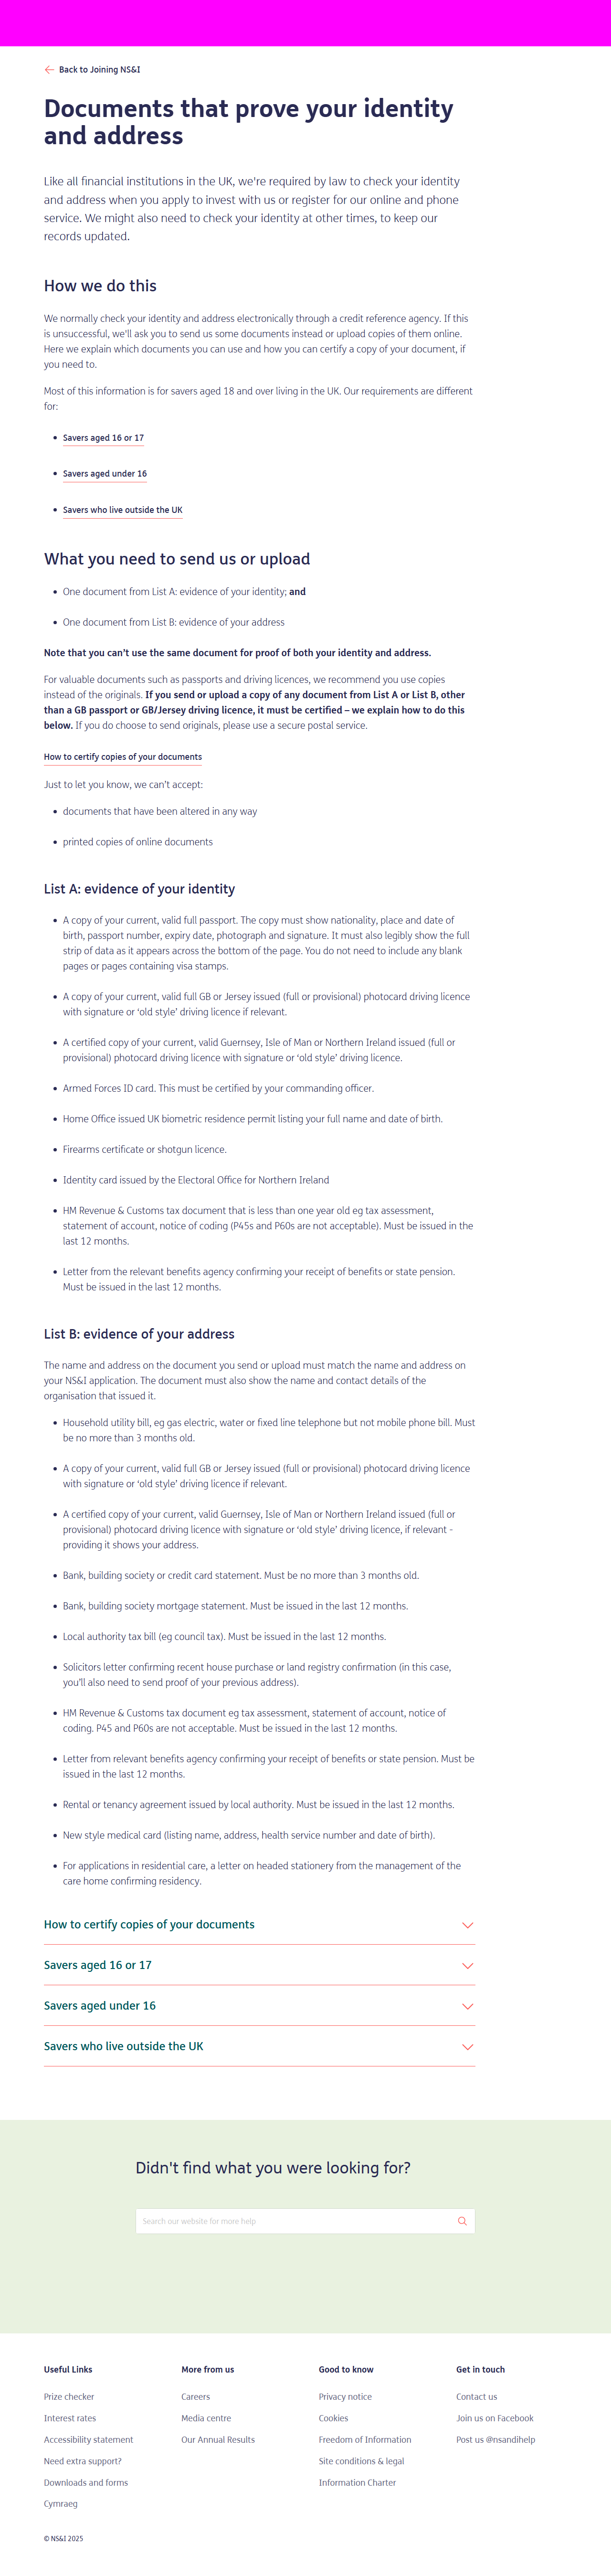 Back to Joining NS&I
Documents that prove your identity
and address
Like all financial institutions in the UK, we're required by law to check your identity
and address when you apply to invest with us or register for our online and phone
service. We might also need to check your identity at other times, to keep our
records updated.
How we do this
We normally check your identity and address electronically through a credit reference agency. If this
is unsuccessful, we'll ask you to send us some documents instead or upload copies of them online.
Here we explain which documents you can use and how you can certify a copy of your document, if
you need to.
Most of this information is for savers aged 18 and over living in the UK. Our requirements are different
for:
• Savers aged 16 or 17
• Savers aged under 16
• Savers who live outside the UK
What you need to send us or upload
• One document from List A: evidence of your identity; and
• One document from List B: evidence of your address
Note that you can't use the same document for proof of both your identity and address.
For valuable documents such as passports and driving licences, we recommend you use copies
instead of the originals. If you send or upload a copy of any document from List A or List B, other
than a GB passport or GB/Jersey driving licence, it must be certified – we explain how to do this
below. If you do choose to send originals, please use a secure postal service.
How to certify copies of your documents
Just to let you know, we can't accept:
• documents that have been altered in any way
• printed copies of online documents
List A: evidence of your identity
• A copy of your current, valid full passport. The copy must show nationality, place and date of
birth, passport number, expiry date, photograph and signature. It must also legibly show the full
strip of data as it appears across the bottom of the page. You do not need to include any blank
pages or pages containing visa stamps.
• A copy of your current, valid full GB or Jersey issued (full or provisional) photocard driving licence
with signature or ‘old style’ driving licence if relevant.
• A certified copy of your current, valid Guernsey, Isle of Man or Northern Ireland issued (full or
provisional) photocard driving licence with signature or ‘old style’ driving licence.
• Armed Forces ID card. This must be certified by your commanding officer.
• Home Office issued UK biometric residence permit listing your full name and date of birth.
• Firearms certificate or shotgun licence.
• Identity card issued by the Electoral Office for Northern Ireland
• HM Revenue & Customs tax document that is less than one year old eg tax assessment,
statement of account, notice of coding (P45s and P60s are not acceptable). Must be issued in the
last 12 months.
• Letter from the relevant benefits agency confirming your receipt of benefits or state pension.
Must be issued in the last 12 months.
List B: evidence of your address
The name and address on the document you send or upload must match the name and address on
your NS&I application. The document must also show the name and contact details of the
organisation that issued it.
• Household utility bill, eg gas electric, water or fixed line telephone but not mobile phone bill. Must
be no more than 3 months old.
• A copy of your current, valid full GB or Jersey issued (full or provisional) photocard driving licence
with signature or ‘old style’ driving licence if relevant.
• A certified copy of your current, valid Guernsey, Isle of Man or Northern Ireland issued (full or
provisional) photocard driving licence with signature or ‘old style’ driving licence, if relevant -
providing it shows your address.
• Bank, building society or credit card statement. Must be no more than 3 months old.
• Bank, building society mortgage statement. Must be issued in the last 12 months.
• Local authority tax bill (eg council tax). Must be issued in the last 12 months.
• Solicitors letter confirming recent house purchase or land registry confirmation (in this case,
you'll also need to send proof of your previous address).
• HM Revenue & Customs tax document eg tax assessment, statement of account, notice of
coding. P45 and P60s are not acceptable. Must be issued in the last 12 months.
• Letter from relevant benefits agency confirming your receipt of benefits or state pension. Must be
issued in the last 12 months.
• Rental or tenancy agreement issued by local authority. Must be issued in the last 12 months.
• New style medical card (listing name, address, health service number and date of birth).
• For applications in residential care, a letter on headed stationery from the management of the
care home confirming residency.
How to certify copies of your documents
Savers aged 16 or 17
Savers aged under 16
Savers who live outside the UK
Didn't find what you were looking for?
Search our website for more help
Useful Links
Prize checker
Interest rates
Accessibility statement
Need extra support?
Downloads and forms
Cymraeg
More from us
Careers
Media centre
Our Annual Results
Good to know
Privacy notice
Cookies
Freedom of Information
Site conditions & legal
Information Charter
Get in touch
Contact us
Join us on Facebook
Post us @nsandihelp
© NS&I 2025